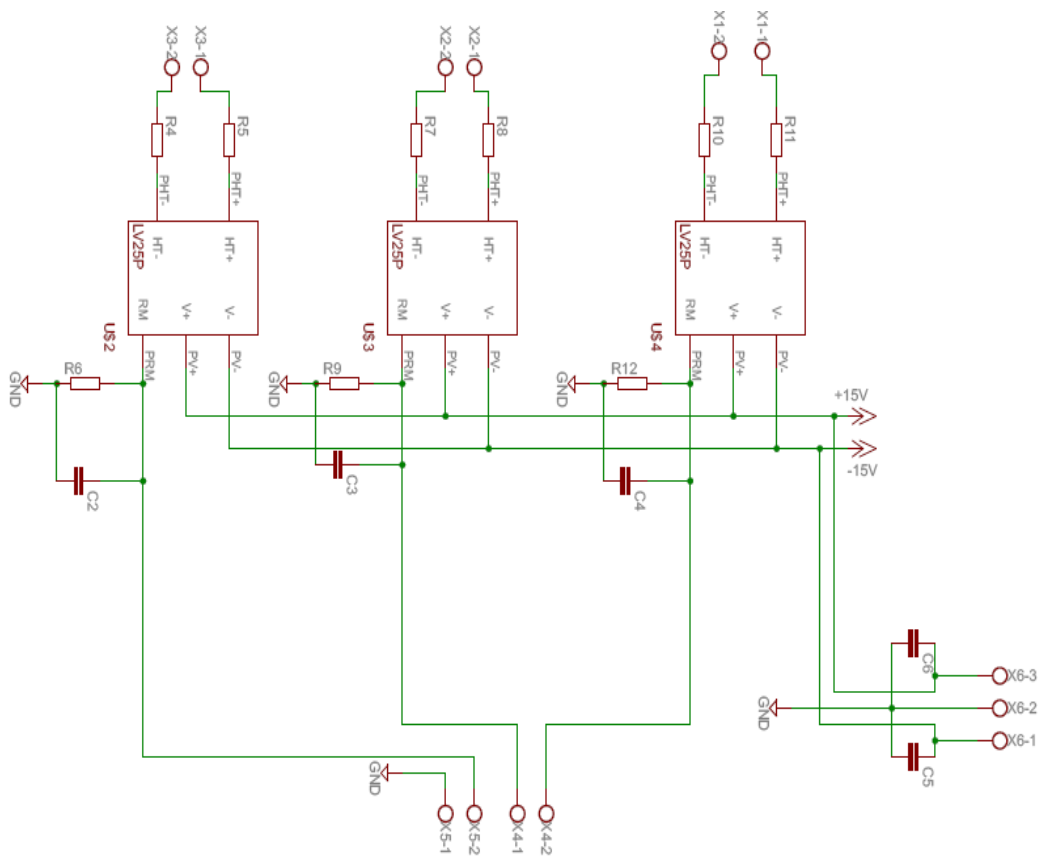 X3-2
X3-1
X2-2
X2-1
X1-2
X1-1
R4
R5
R7
R8
R10
R11
PHT-
PHT+
PHT-
PHT+
PHT-
PHT+
LV25P
HT-
HT+
LV25P
HT-
HT+
LV25P
HT-
HT+
RM
V+
V-
RM
V+
V-
RM
V+
V-
U$2
U$3
U$4
PRM
PV+
PV-
PRM
PV+
PV-
PRM
PV+
PV-
GND
R6
GND
R9
GND
R12
+15V
-15V
C2
C3
C4
C6
X6-3
GND
X6-2
X6-1
C5
GND
X5-1
X5-2
X4-1
X4-2